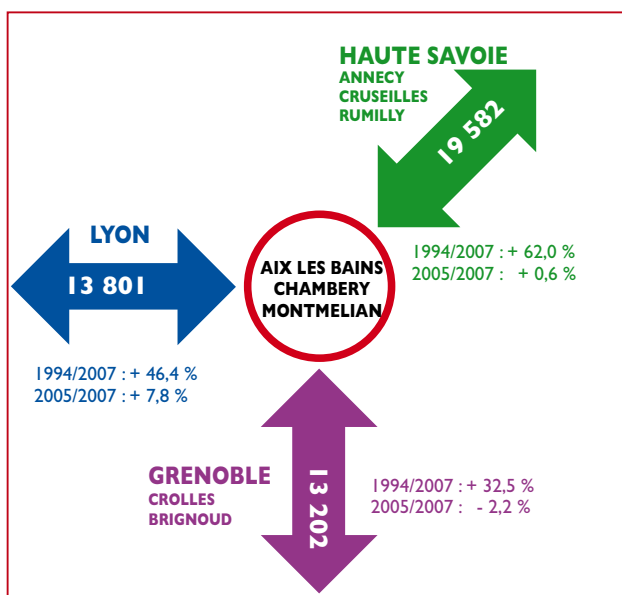 HAUTE SAVOIE
ANNECY
CRUSEILLES
RUMILLY
19 582
1994/2007 : + 62,0 %
2005/2007 : + 0,6 %
LYON
13 801
1994/2007 : + 46,4 %
2005/2007 : + 7,8 %
AIX LES BAINS
CHAMBERY
MONTMELIAN
GRENOBLE
CROLLES
BRIGNOUD
13 202
1994/2007 : + 32,5 %
2005/2007 : - 2,2 %